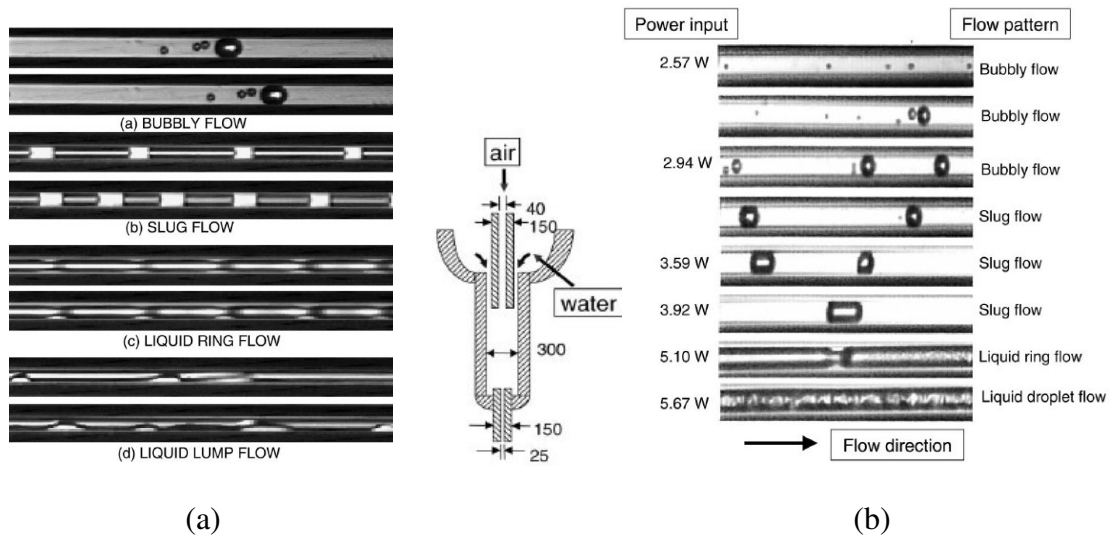 (a) BUBBLY FLOW
(b) SLUG FLOW
(c) LIQUID RING FLOW
(d) LIQUID LUMP FLOW
air
40
150
water
300
150
25
(a)
Power input
Flow pattern
2.57 W
Bubbly flow
Bubbly flow
2.94 W
Bubbly flow
Slug flow
3.59 W
Slug flow
3.92 W
Slug flow
5.10 W
Liquid ring flow
5.67 W
Liquid droplet flow
Flow direction
(b)